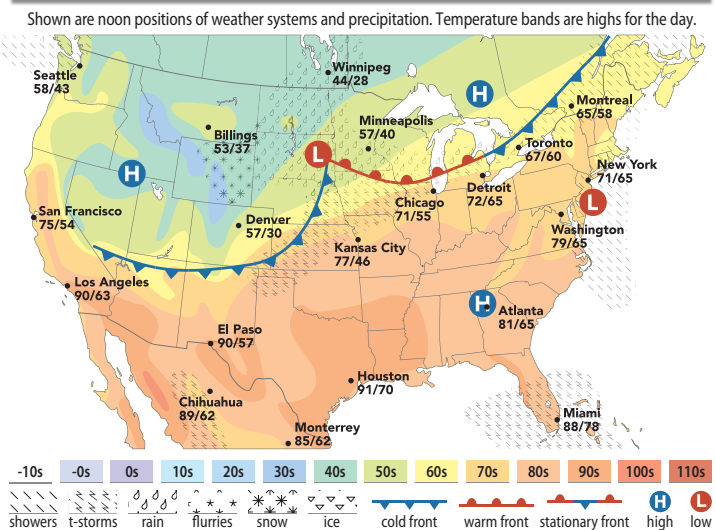 Shown are noon positions of weather systems and precipitation. Temperature bands are highs for the day.
Seattle
58/43
Winnipeg
44/28
H
Montreal
65/58
Billings
53/37
Minneapolis
57/40
Toronto
67/60
L
H
New York
71/65
Detroit
72/65
Chicago
71/55
L
San Francisco
75/54
Denver
57/30
Kansas City
77/46
Washington
79/65
Los Angeles
90/63
H
Atlanta
81/65
El Paso
90/57
Houston
91/70
Chihuahua
89/62
Miami
88/78
Monterrey
85/62
-10s -0s 0s 10s 20s 30s 40s 50s 60s 70s 80s 90s 100s 110s
H L
showers t-storms rain flurries snow ice cold front warm front stationary front high low